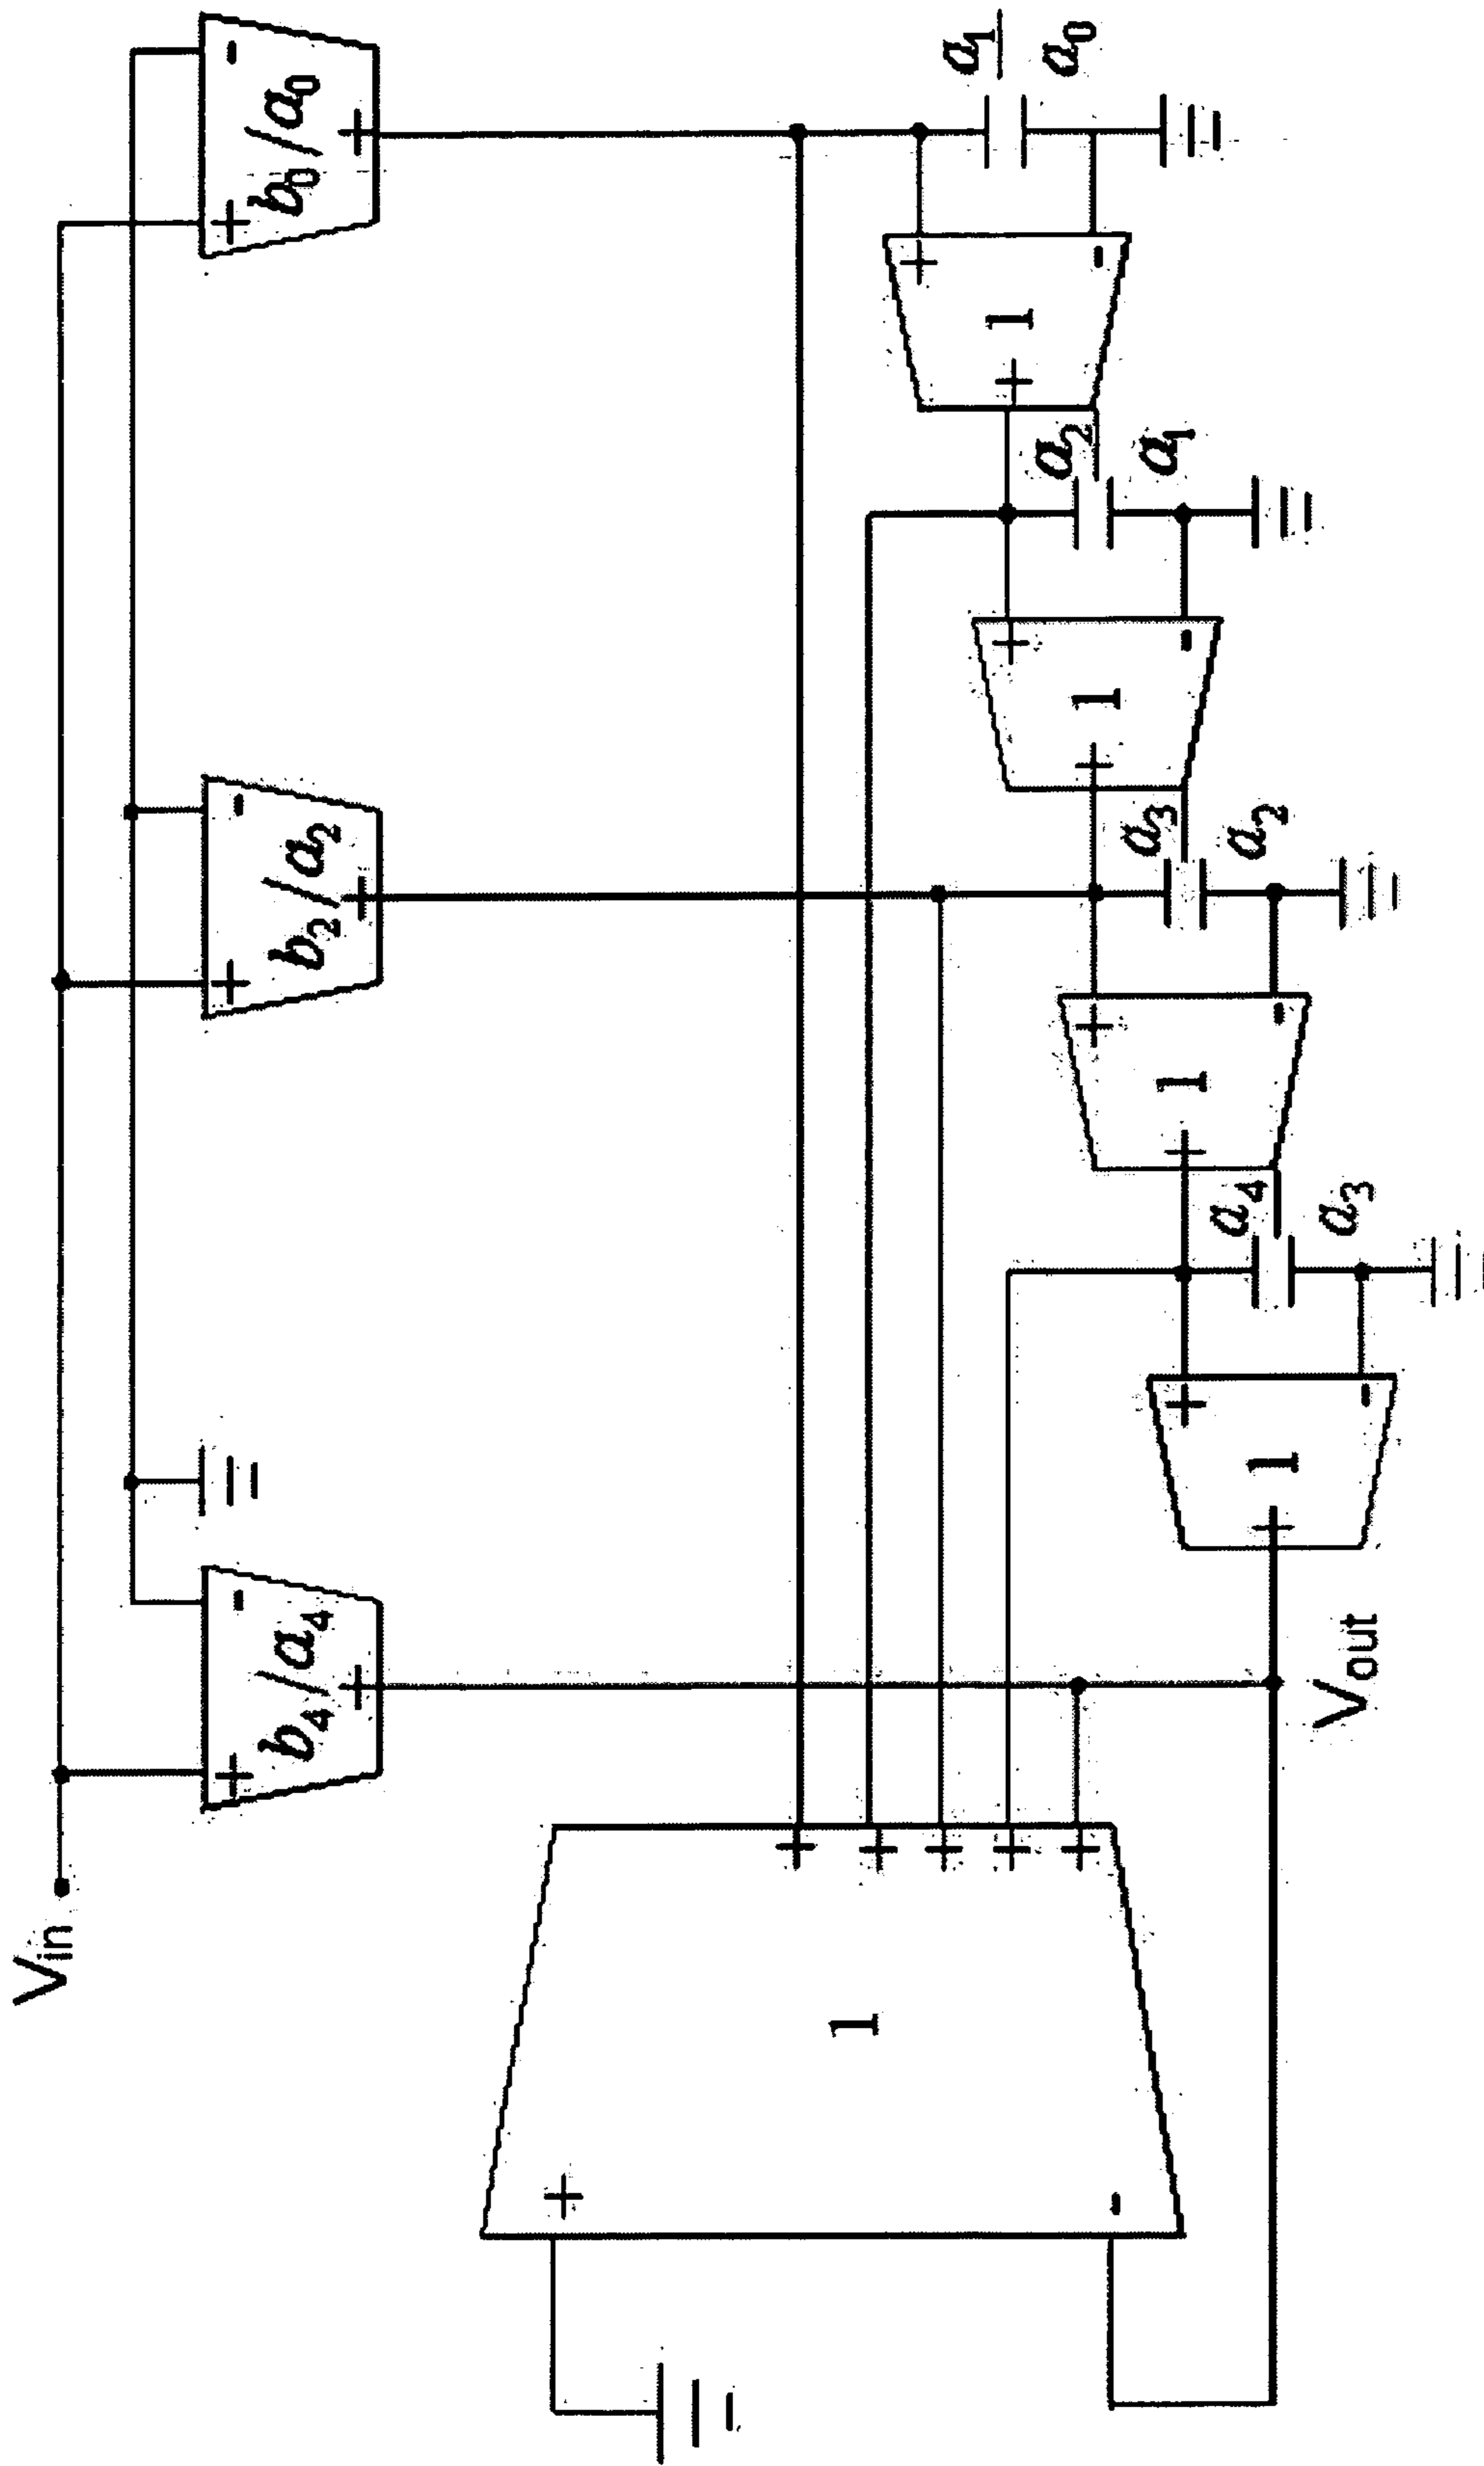 Vin
b4/a4
b2/a2
b0/a0
1
+ + + + +
+
-
Vout
1
a4
a3
1
a3
a2
1
a2
a1
1
a1
a0